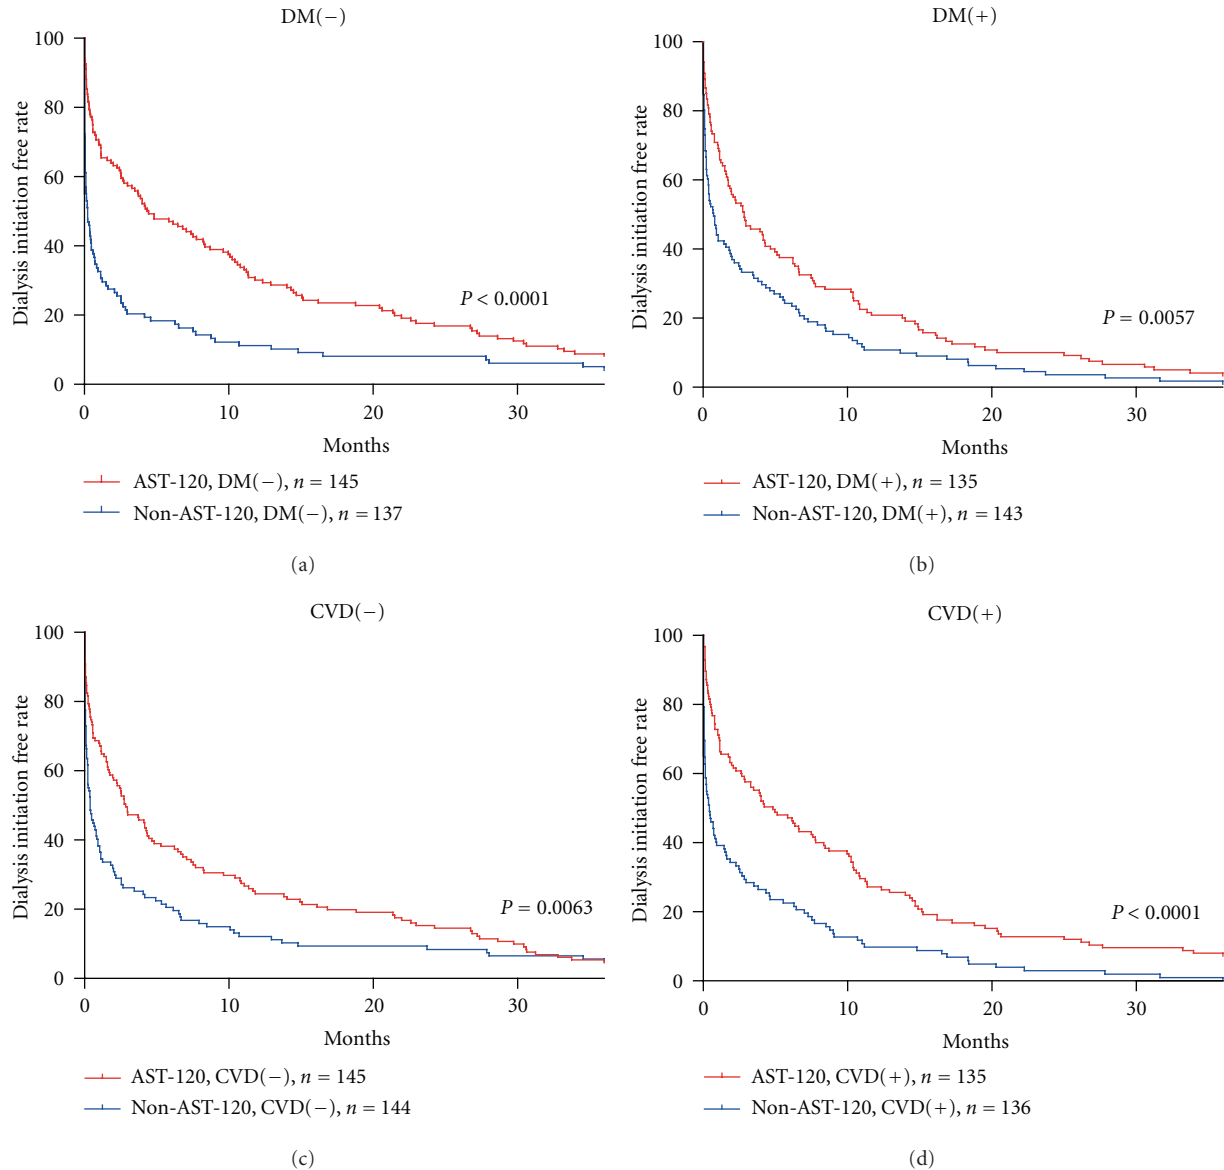 DM(−)
100
80
60
40
20
0
Dialysis initiation free rate
P < 0.0001
0 10 20 30
Months
AST-120, DM(−), n = 145
Non-AST-120, DM(−), n = 137
(a)
DM(+)
100
80
60
40
20
0
Dialysis initiation free rate
P = 0.0057
0 10 20 30
Months
AST-120, DM(+), n = 135
Non-AST-120, DM(+), n = 143
(b)
CVD(−)
100
80
60
40
20
0
Dialysis initiation free rate
P = 0.0063
0 10 20 30
Months
AST-120, CVD(−), n = 145
Non-AST-120, CVD(−), n = 144
(c)
CVD(+)
100
80
60
40
20
0
Dialysis initiation free rate
P < 0.0001
0 10 20 30
Months
AST-120, CVD(+), n = 135
Non-AST-120, CVD(+), n = 136
(d)